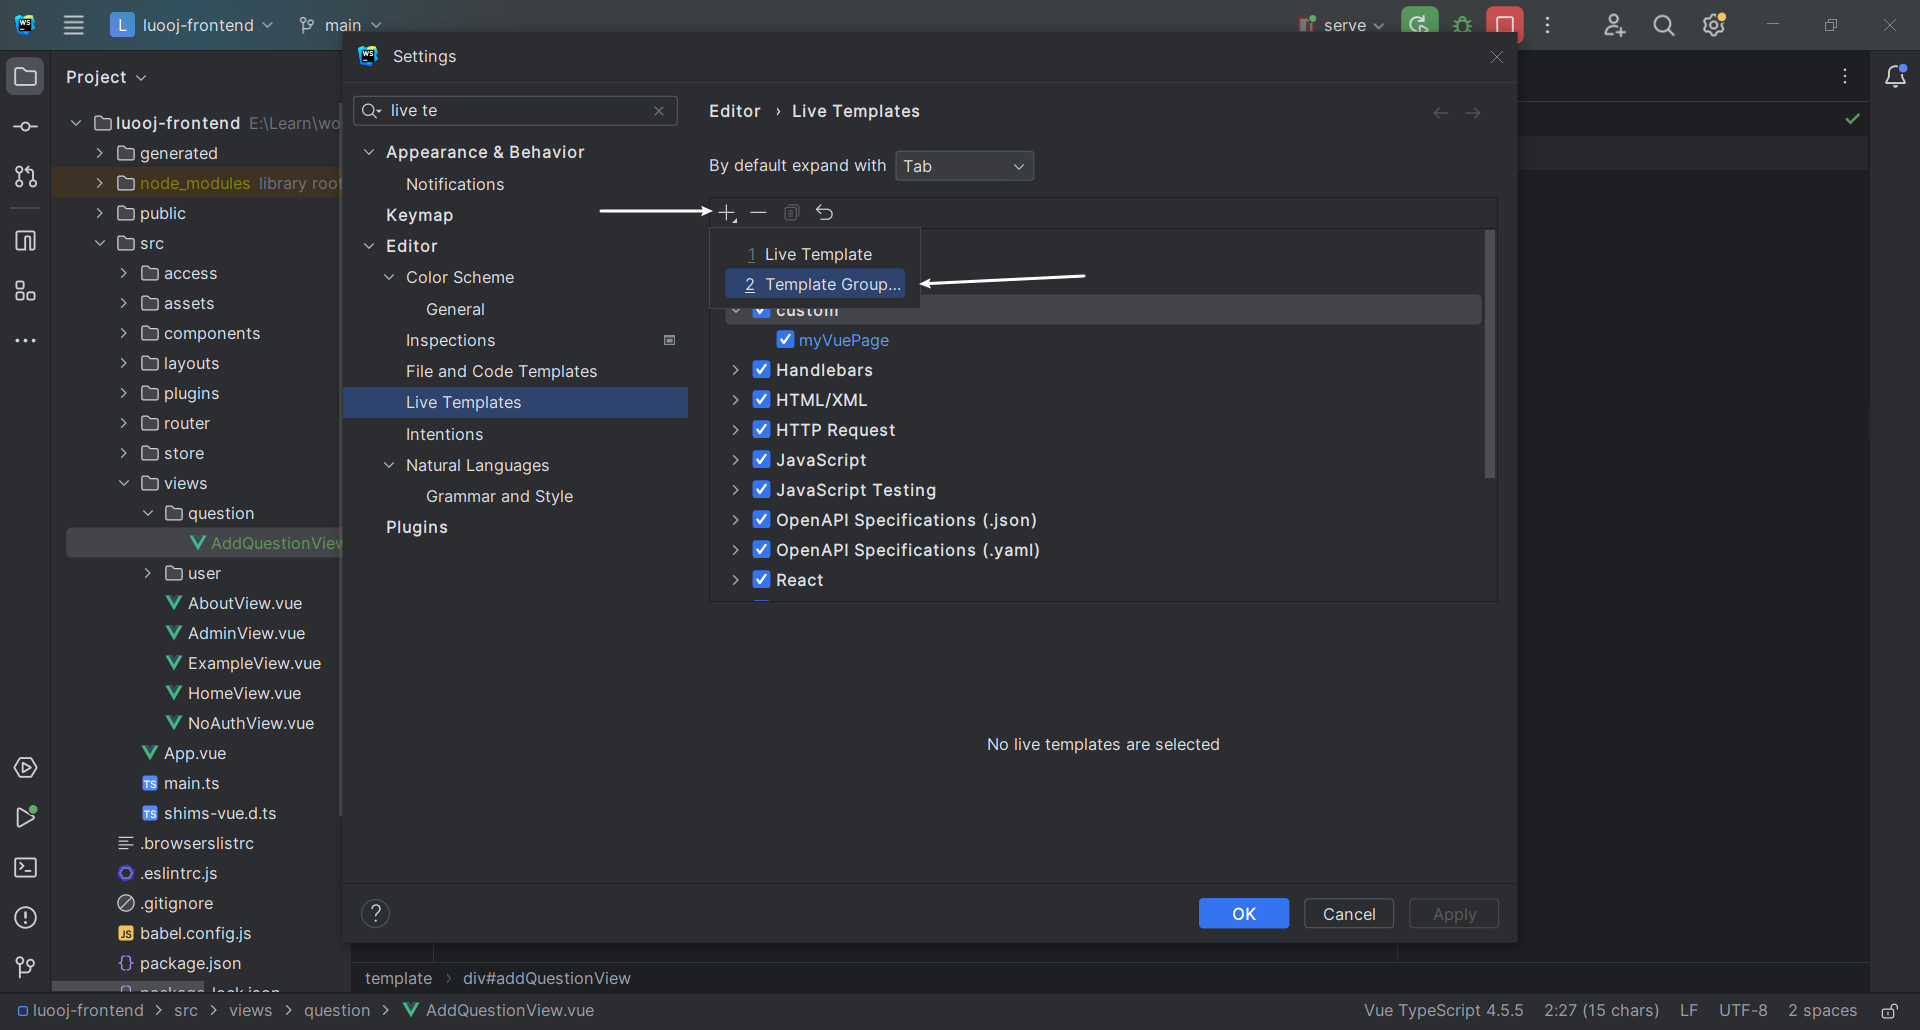 WS
L
luooj-frontend
main
serve
Project
luooj-frontend E:\Learn\wo
generated
node_modules library root
public
src
access
assets
components
layouts
plugins
router
store
views
question
AddQuestionView
user
AboutView.vue
AdminView.vue
ExampleView.vue
HomeView.vue
NoAuthView.vue
App.vue
TS main.ts
TS shims-vue.d.ts
.browserslistrc
.eslintrc.js
.gitignore
JS babel.config.js
package.json
WS
Settings
live te
Appearance & Behavior
Notifications
Keymap
Editor
Color Scheme
General
Inspections
File and Code Templates
Live Templates
Intentions
Natural Languages
Grammar and Style
Plugins
Editor › Live Templates
By default expand with Tab
1 Live Template
2 Template Group...
custom
myVuePage
Handlebars
HTML/XML
HTTP Request
JavaScript
JavaScript Testing
OpenAPI Specifications (.json)
OpenAPI Specifications (.yaml)
React
No live templates are selected
?
OK
Cancel
Apply
template › div#addQuestionView
luooj-frontend > src > views > question > AddQuestionView.vue
Vue TypeScript 4.5.5 2:27 (15 chars) LF UTF-8 2 spaces